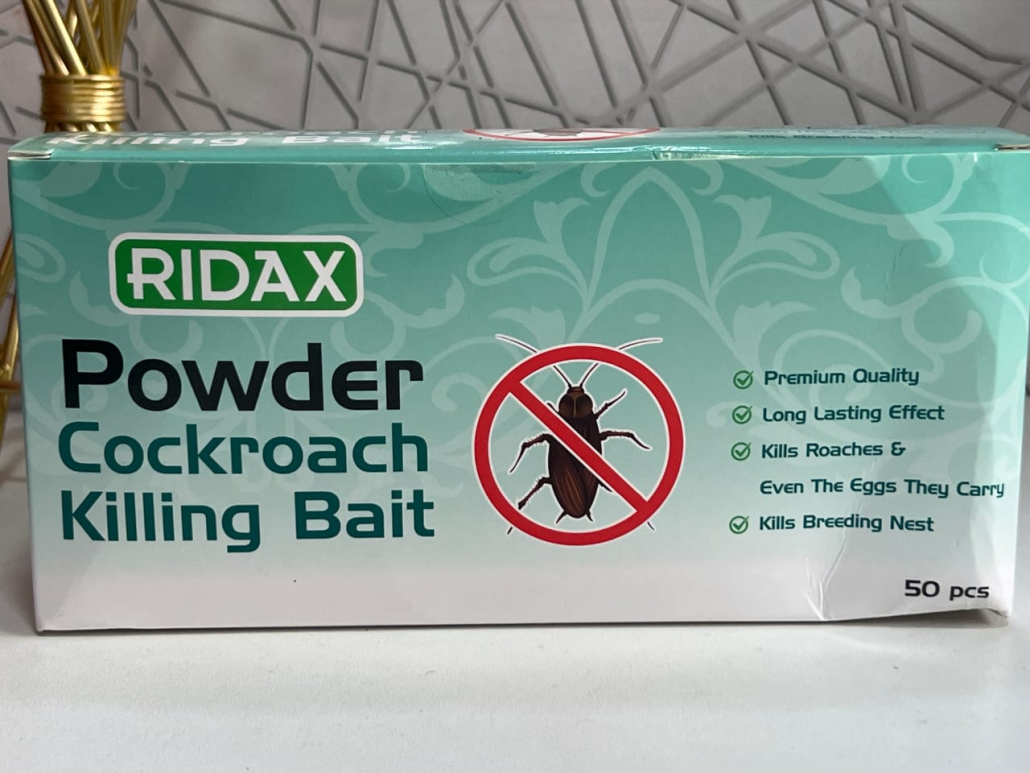 Killing Bait
RIDAX
Powder
Cockroach
Killing Bait
Premium Quality
Long Lasting Effect
Kills Roaches &
Even The Eggs They Carry
Kills Breeding Nest
50 pcs